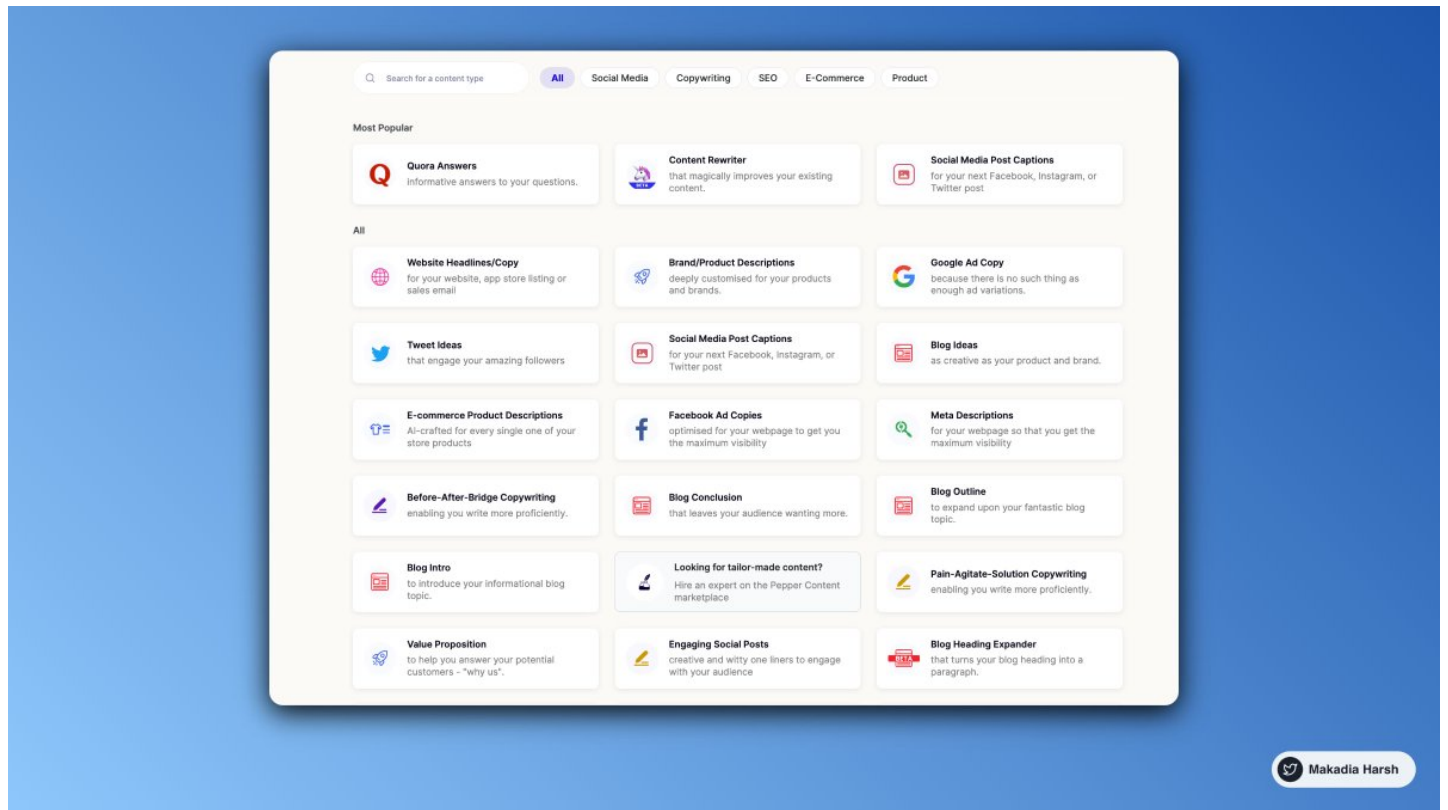 Search for a content type
All
Social Media
Copywriting
SEO
E-Commerce
Product
Most Popular
Q
Quora Answers
informative answers to your questions.
BETA
Content Rewriter
that magically improves your existing
content.
Social Media Post Captions
for your next Facebook, Instagram, or
Twitter post
All
Website Headlines/Copy
for your website, app store listing or
sales email
Brand/Product Descriptions
deeply customised for your products
and brands.
G
Google Ad Copy
because there is no such thing as
enough ad variations.
Tweet Ideas
that engage your amazing followers
Social Media Post Captions
for your next Facebook, Instagram, or
Twitter post
Blog Ideas
as creative as your product and brand.
E-commerce Product Descriptions
AI-crafted for every single one of your
store products
f
Facebook Ad Copies
optimised for your webpage to get you
the maximum visibility
Meta Descriptions
for your webpage so that you get the
maximum visibility
Before-After-Bridge Copywriting
enabling you write more proficiently.
Blog Conclusion
that leaves your audience wanting more.
Blog Outline
to expand upon your fantastic blog
topic.
Blog Intro
to introduce your informational blog
topic.
Looking for tailor-made content?
Hire an expert on the Pepper Content
marketplace
Pain-Agitate-Solution Copywriting
enabling you write more proficiently.
Value Proposition
to help you answer your potential
customers - "why us".
Engaging Social Posts
creative and witty one liners to engage
with your audience
BETA
Blog Heading Expander
that turns your blog heading into a
paragraph.
Makadia Harsh